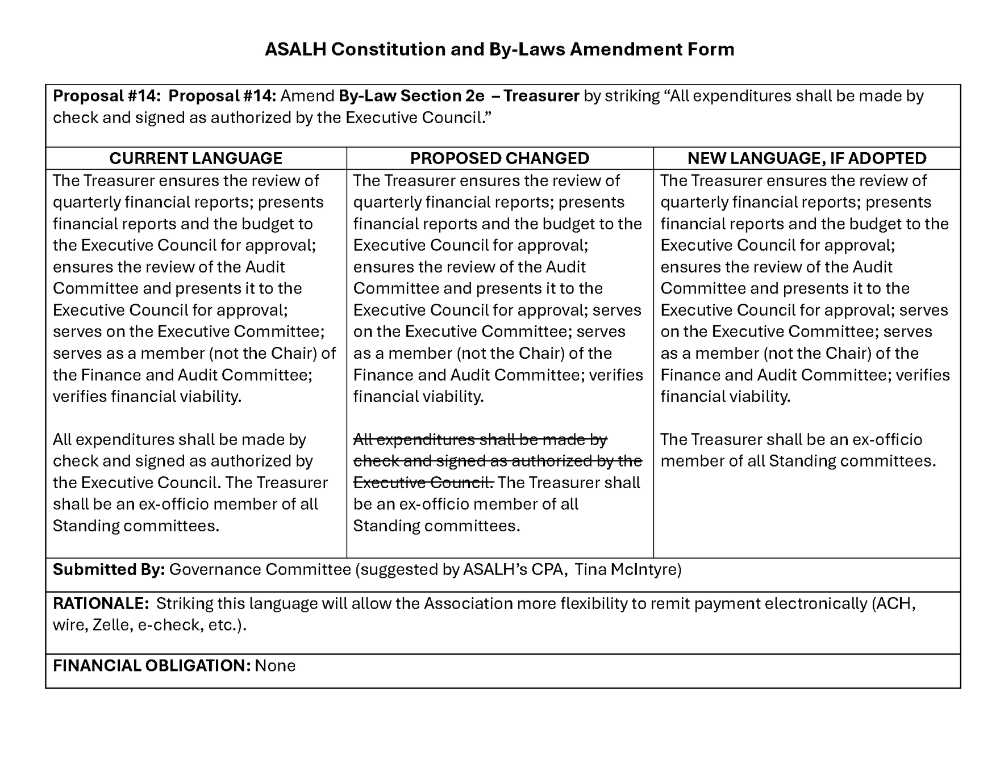 ASALH Constitution and By-Laws Amendment Form
Proposal #14:  Proposal #14: Amend By-Law Section 2e  – Treasurer by striking “All expenditures shall be made by
check and signed as authorized by the Executive Council.”
CURRENT LANGUAGE
The Treasurer ensures the review of
quarterly financial reports; presents
financial reports and the budget to
the Executive Council for approval;
ensures the review of the Audit
Committee and presents it to the
Executive Council for approval;
serves on the Executive Committee;
serves as a member (not the Chair) of
the Finance and Audit Committee;
verifies financial viability.
All expenditures shall be made by
check and signed as authorized by
the Executive Council. The Treasurer
shall be an ex-officio member of all
Standing committees.
PROPOSED CHANGED
The Treasurer ensures the review of
quarterly financial reports; presents
financial reports and the budget to the
Executive Council for approval;
ensures the review of the Audit
Committee and presents it to the
Executive Council for approval; serves
on the Executive Committee; serves
as a member (not the Chair) of the
Finance and Audit Committee; verifies
financial viability.
All expenditures shall be made by
check and signed as authorized by the
Executive Council. The Treasurer shall
be an ex-officio member of all
Standing committees.
NEW LANGUAGE, IF ADOPTED
The Treasurer ensures the review of
quarterly financial reports; presents
financial reports and the budget to the
Executive Council for approval;
ensures the review of the Audit
Committee and presents it to the
Executive Council for approval; serves
on the Executive Committee; serves
as a member (not the Chair) of the
Finance and Audit Committee; verifies
financial viability.
The Treasurer shall be an ex-officio
member of all Standing committees.
Submitted By: Governance Committee (suggested by ASALH’s CPA,  Tina McIntyre)
RATIONALE:  Striking this language will allow the Association more flexibility to remit payment electronically (ACH,
wire, Zelle, e-check, etc.).
FINANCIAL OBLIGATION: None